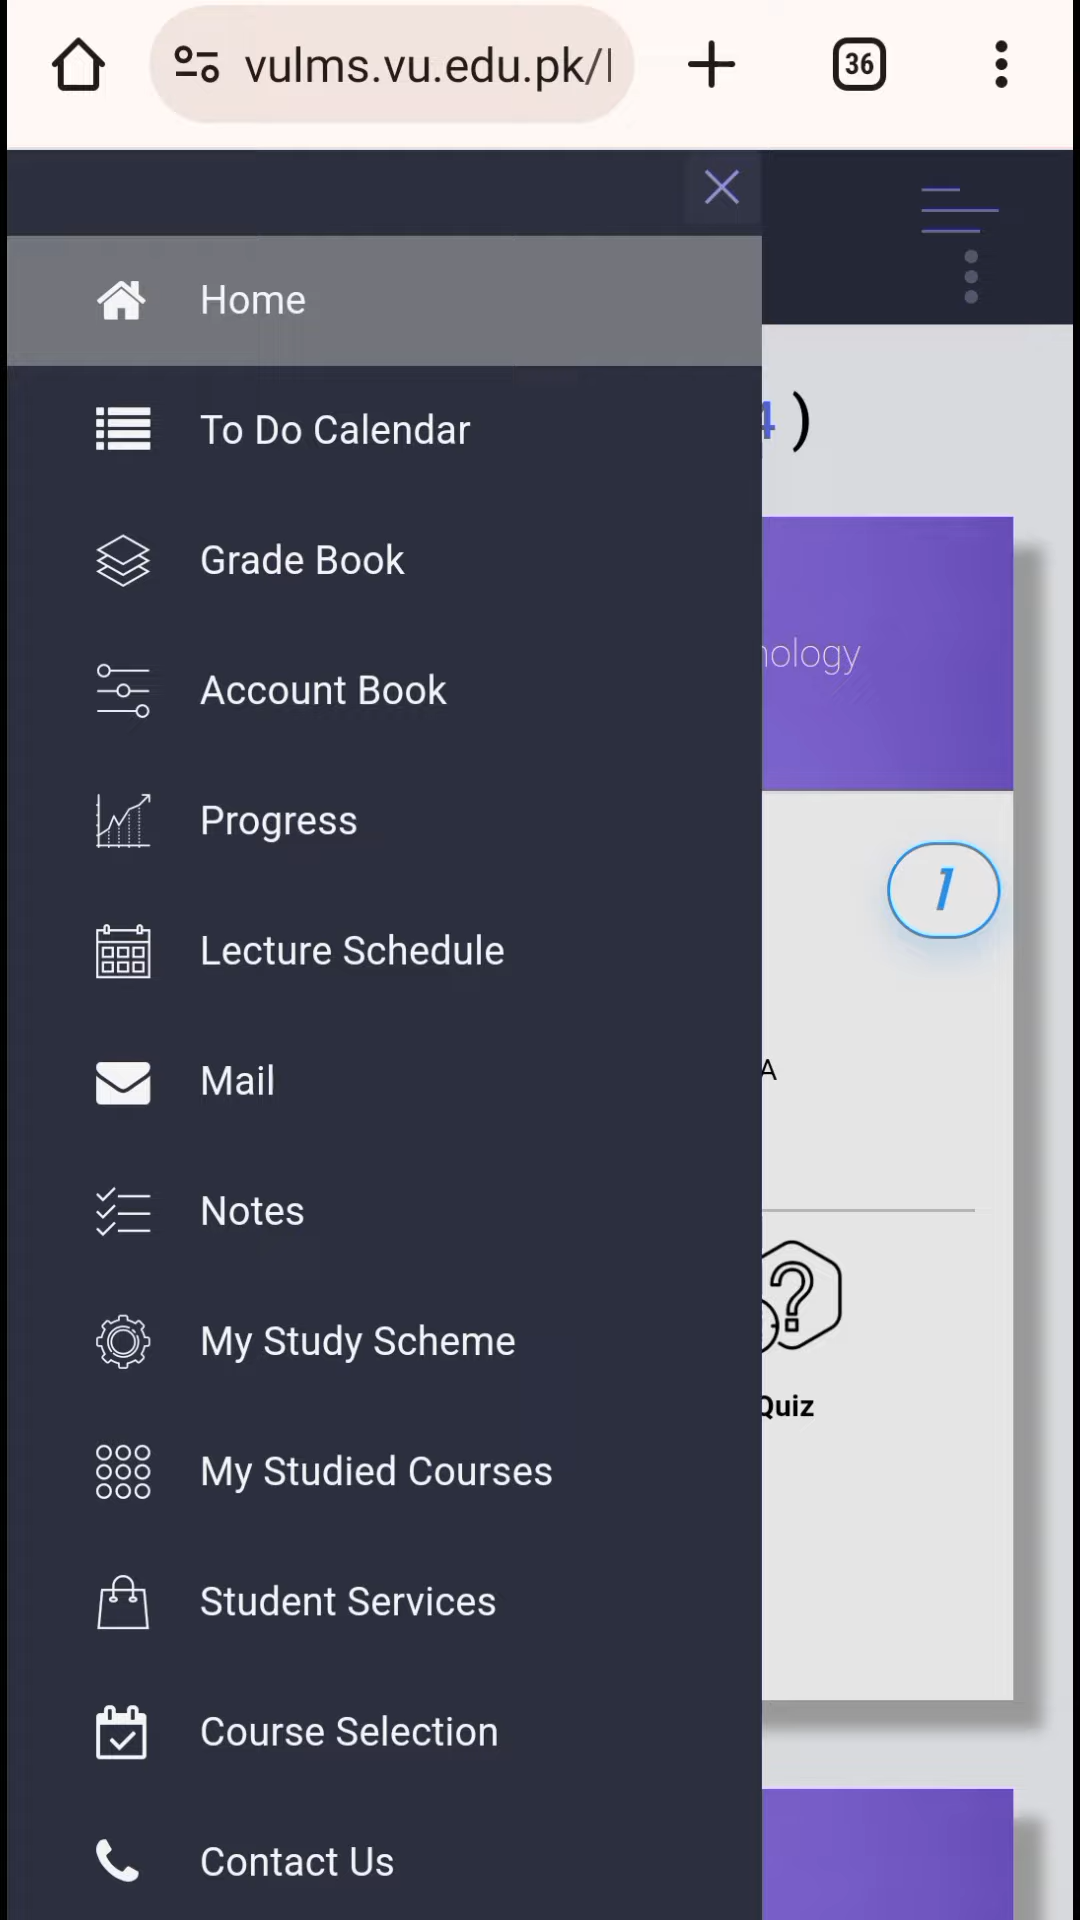 vulms.vu.edu.pk/
36
Home
To Do Calendar
4 )
Grade Book
nology
Account Book
Progress
1
Lecture Schedule
A
Mail
Notes
My Study Scheme
Quiz
My Studied Courses
Student Services
Course Selection
Contact Us